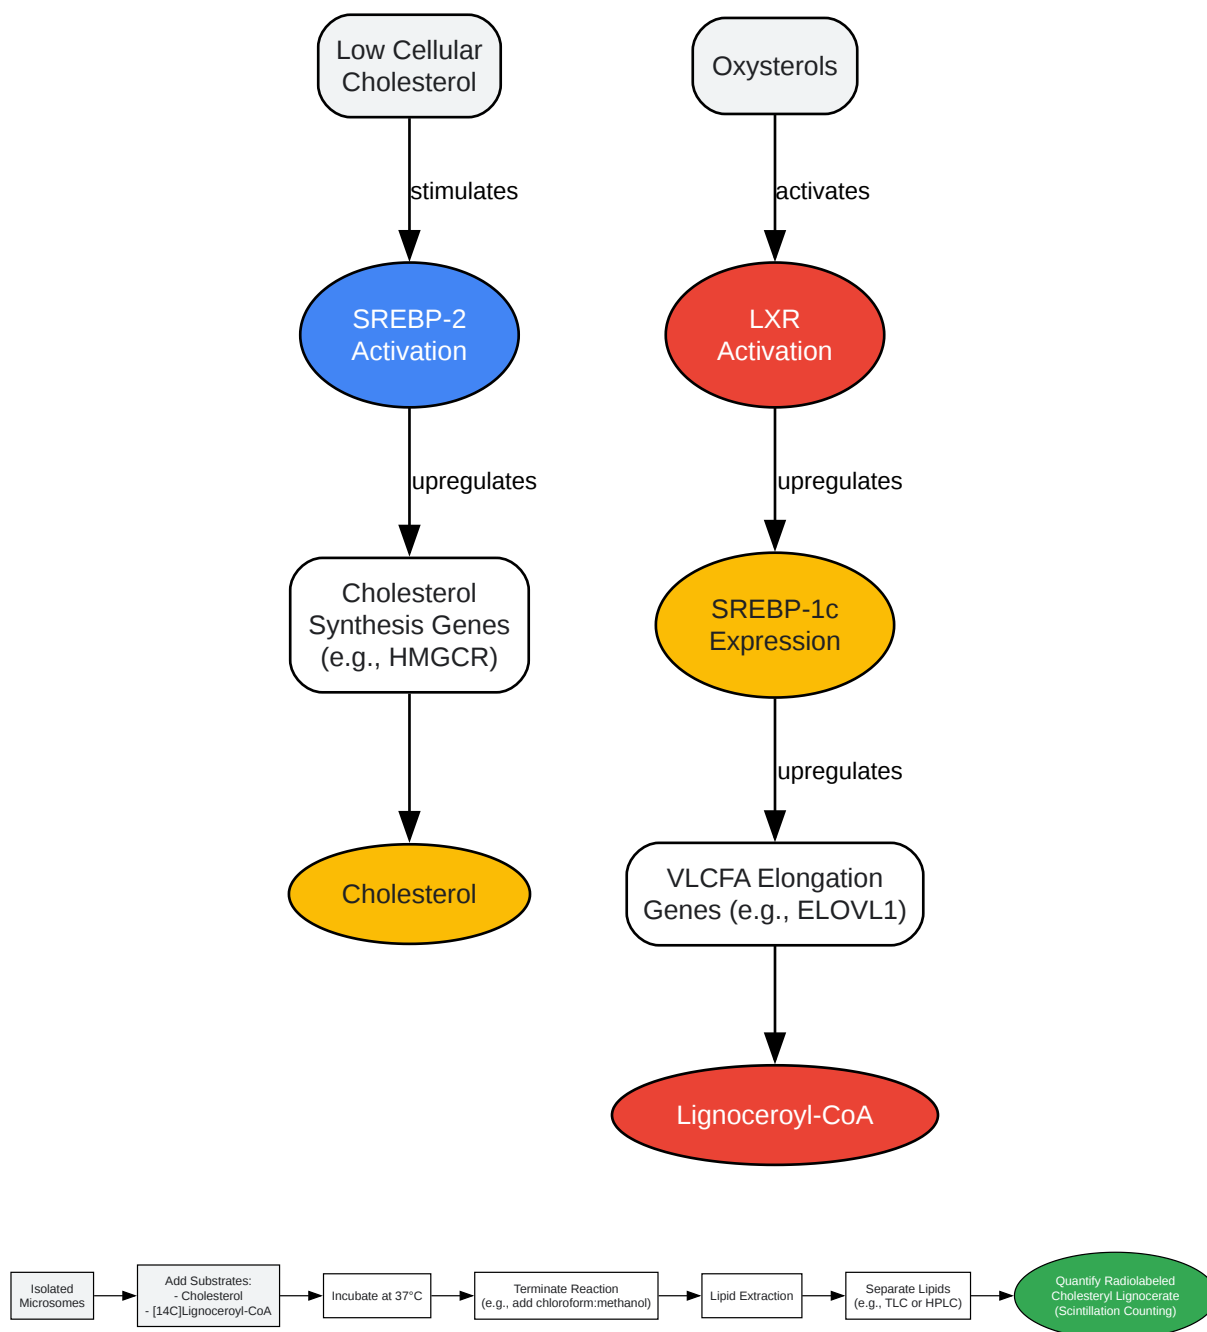 Low Cellular
Cholesterol
stimulates
SREBP-2
Activation
upregulates
Cholesterol
Synthesis Genes
(e.g., HMGCR)
Cholesterol
Oxysterols
activates
LXR
Activation
upregulates
SREBP-1c
Expression
upregulates
VLCFA Elongation
Genes (e.g., ELOVL1)
Lignoceroyl-CoA
Isolated
Microsomes
Add Substrates:
- Cholesterol
- [14C]Lignoceroyl-CoA
Incubate at 37°C
Terminate Reaction
(e.g., add chloroform:methanol)
Lipid Extraction
Separate Lipids
(e.g., TLC or HPLC)
Quantify Radiolabeled
Cholesteryl Lignocerate
(Scintillation Counting)